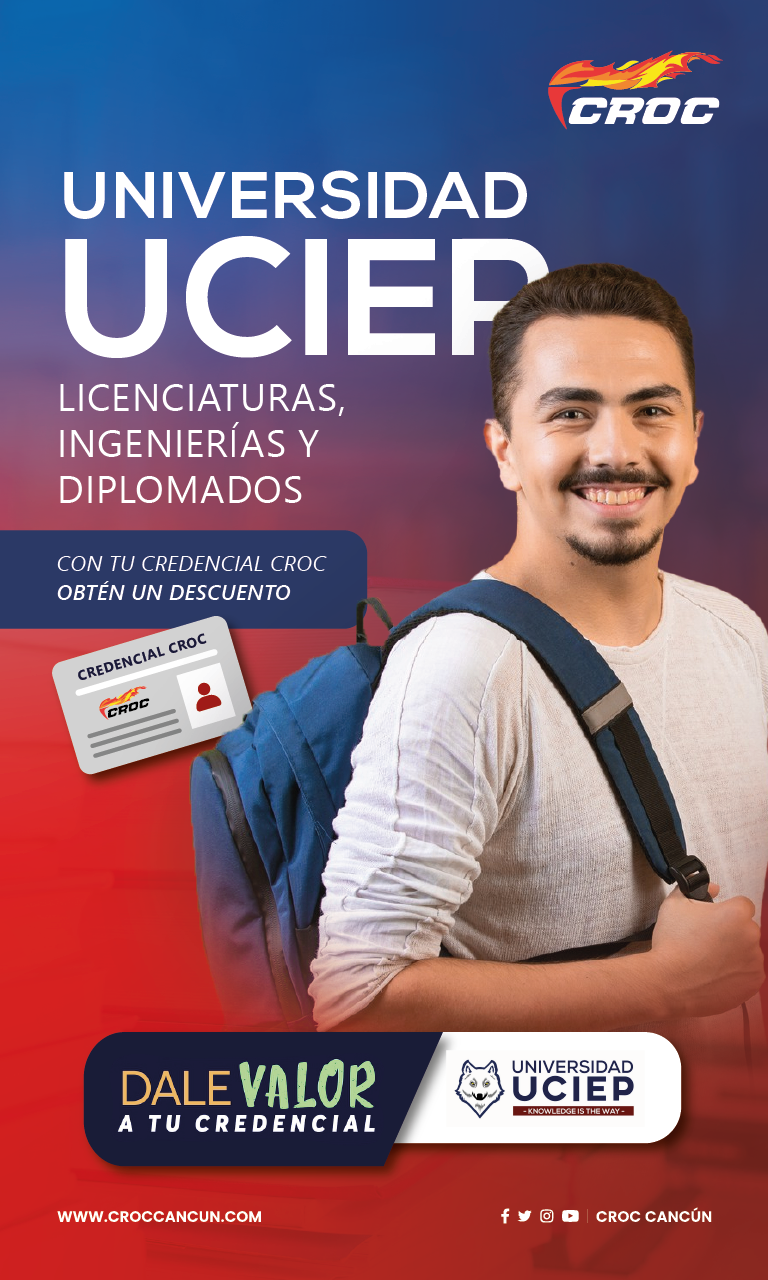 CROC
UNIVERSIDAD
UCIEP
LICENCIATURAS,
INGENIERÍAS Y
DIPLOMADOS
CON TU CREDENCIAL CROC
OBTÉN UN DESCUENTO
CREDENCIAL CROC
CROC
DALE VALOR
A TU CREDENCIAL
UNIVERSIDAD
UCIEP
- KNOWLEDGE IS THE WAY -
WWW.CROCCANCUN.COM
CROC CANCÚN